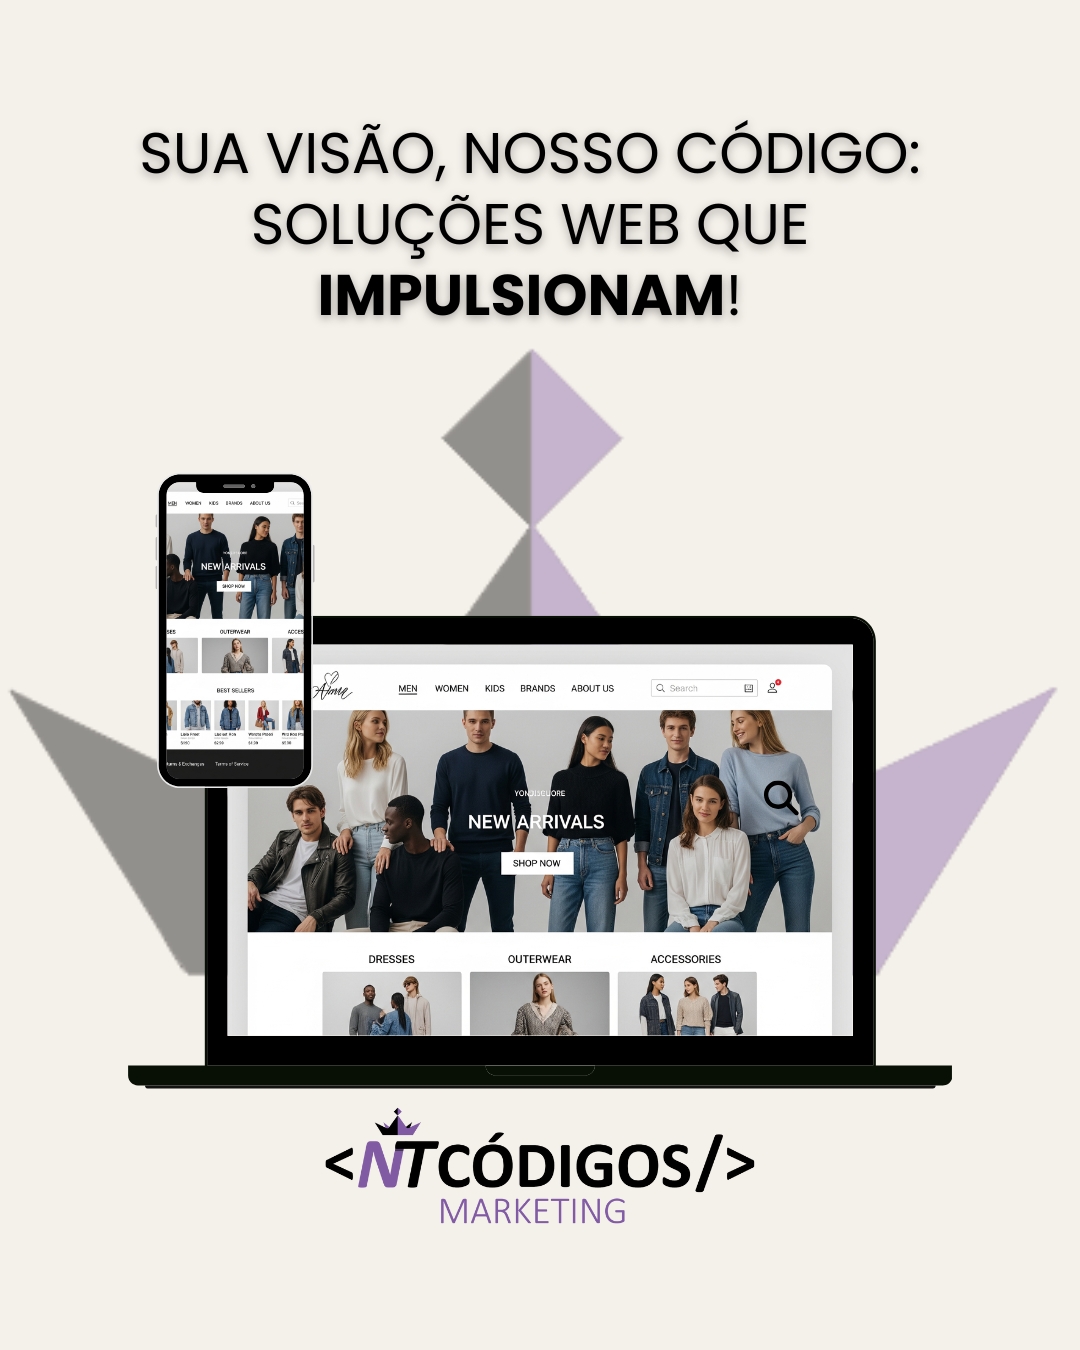 SUA VISÃO, NOSSO CÓDIGO:
SOLUÇÕES WEB QUE
IMPULSIONAM!
MEN WOMEN KIDS BRANDS ABOUT US
NEW ARRIVALS
SHOP NOW
OUTERWEAR
BEST SELLERS
Terms of Service
MEN WOMEN KIDS BRANDS ABOUT US Search
NEW ARRIVALS
SHOP NOW
DRESSES OUTERWEAR ACCESSORIES
<NTCÓDIGOS/>
MARKETING